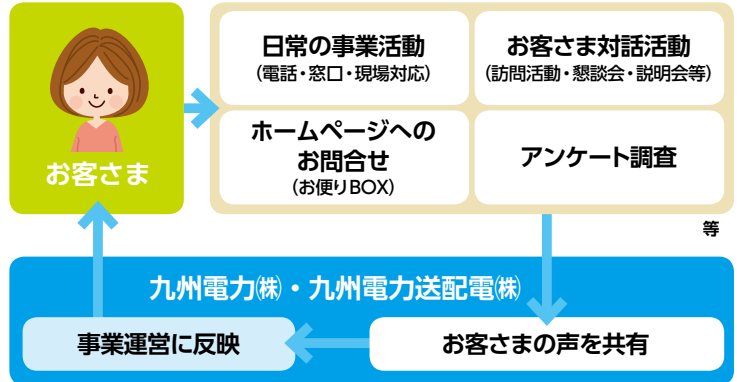 お客さま
日常の事業活動
（電話・窓口・現場対応）
お客さま対話活動
（訪問活動・懇談会・説明会等）
ホームページへの
お問合せ
（お便りBOX）
アンケート調査
等
九州電力㈱・九州電力送配電㈱
事業運営に反映
お客さまの声を共有